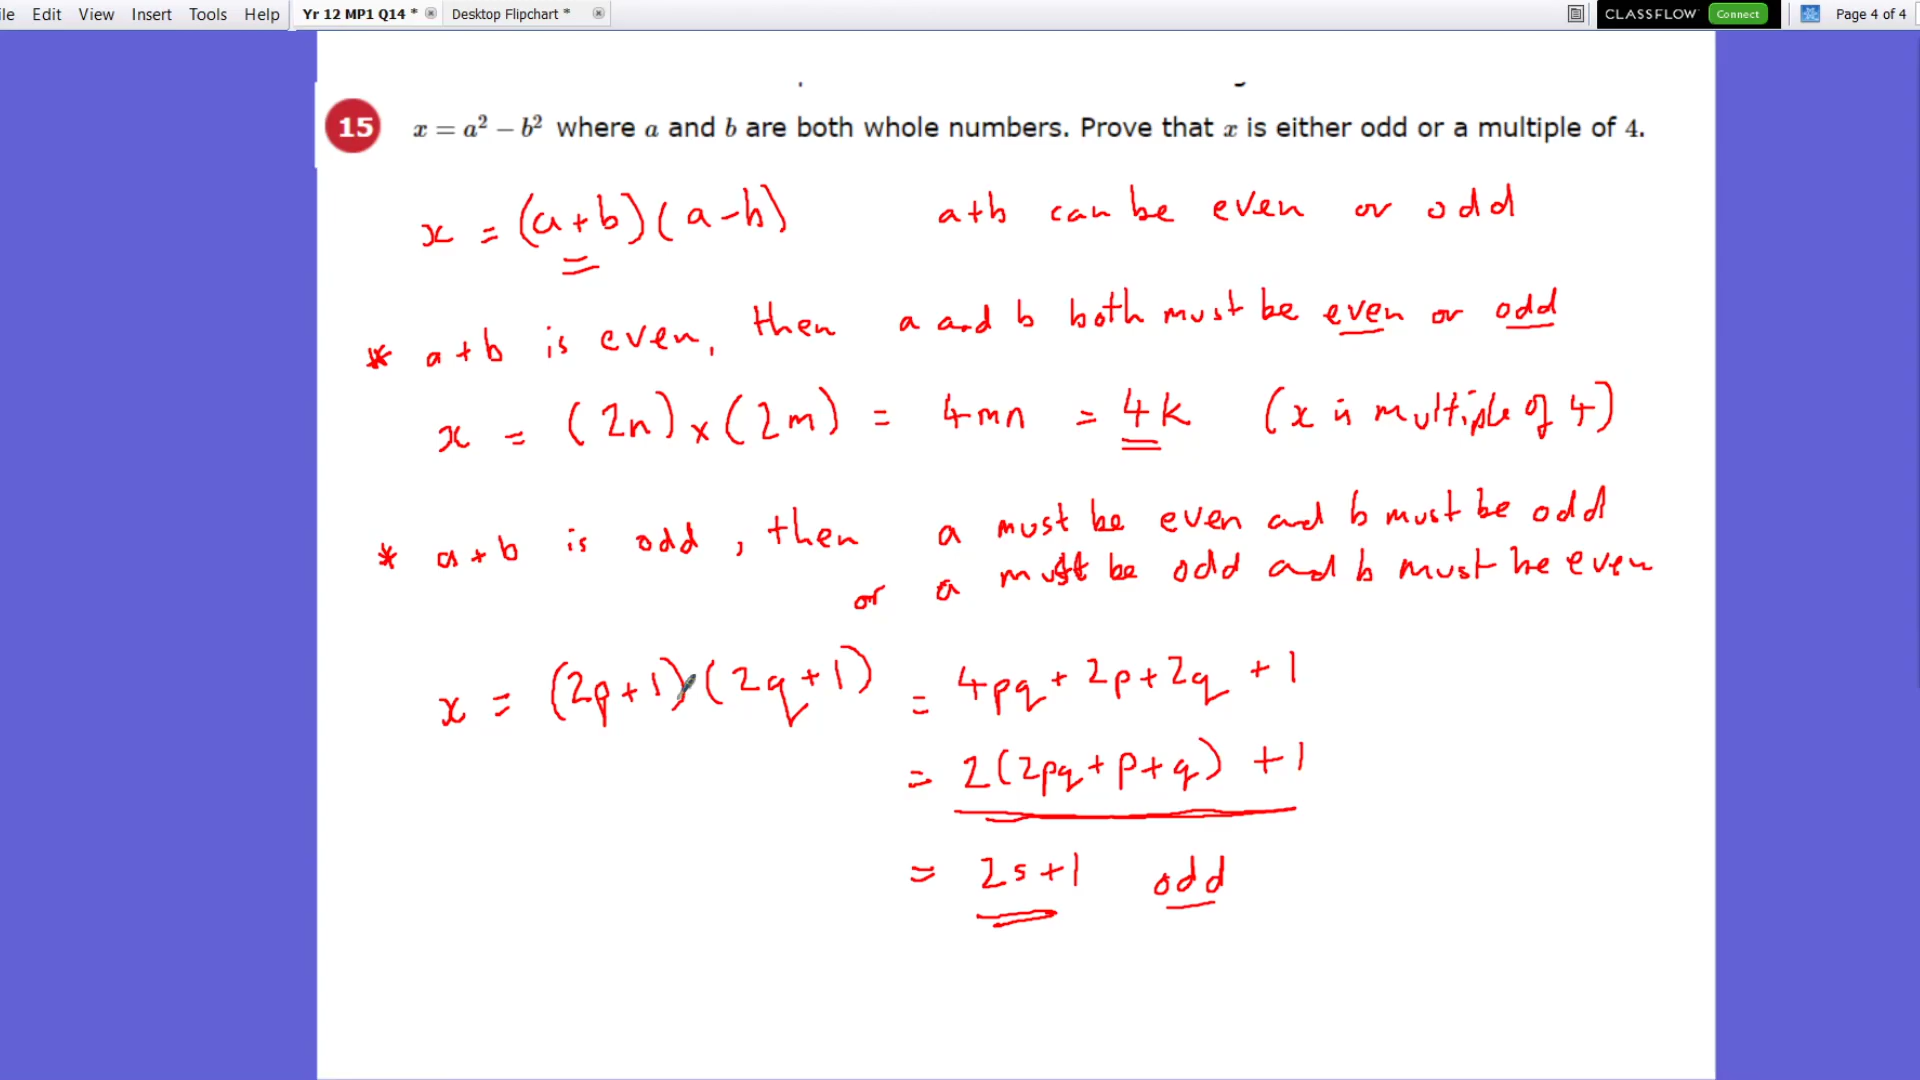 ile Edit View Insert Tools Help Yr 12 MP1 Q14 * Desktop Flipchart * CLASSFLOW Connect Page 4 of 4
15 x = a² − b² where a and b are both whole numbers. Prove that x is either odd or a multiple of 4.
x = (a+b)(a-b) a+b can be even or odd
* a+b is even, then a and b both must be even or odd
x = (2n)×(2m) = 4mn = 4k (x is multiple of 4)
* a+b is odd, then a must be even and b must be odd
or a must be odd and b must be even
x = (2p+1)(2q+1) = 4pq+2p+2q+1
= 2(2pq+p+q)+1
= 2s+1 odd